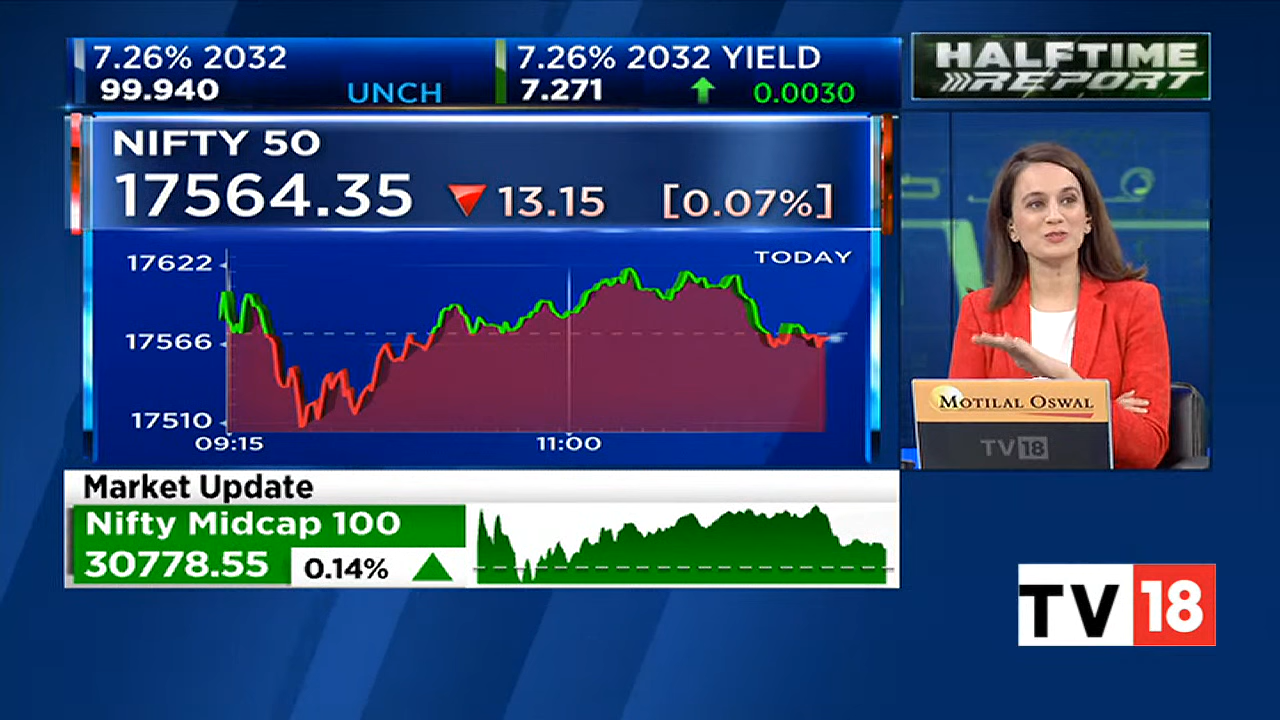 7.26% 2032
99.940 UNCH
7.26% 2032 YIELD
7.271 0.0030
HALFTIME
REPORT
NIFTY 50
17564.35 13.15 [0.07%]
TODAY
17622
17566
17510
09:15 11:00
MOTILAL OSWAL
TV18
Market Update
Nifty Midcap 100
30778.55 0.14%
TV18